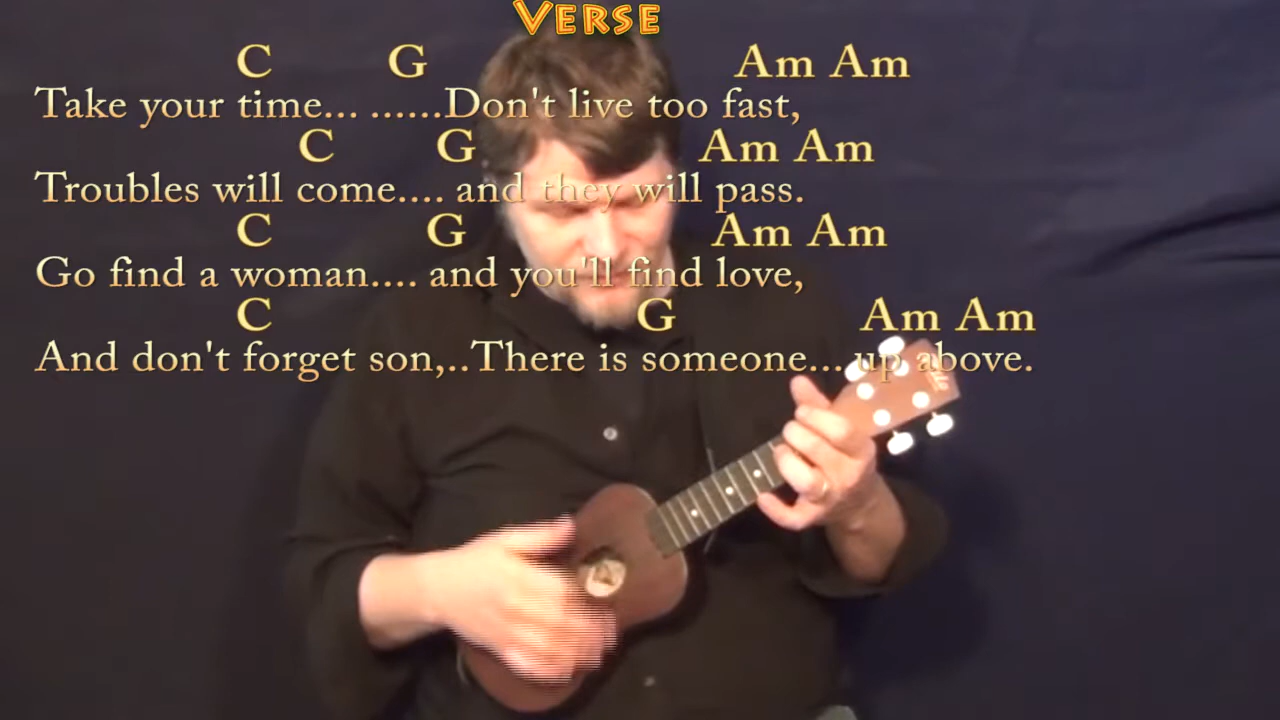 VERSE
C G Am Am
Take your time... ......Don't live too fast,
C G Am Am
Troubles will come.... and they will pass.
C G Am Am
Go find a woman.... and you'll find love,
C G Am Am
And don't forget son,..There is someone... up above.